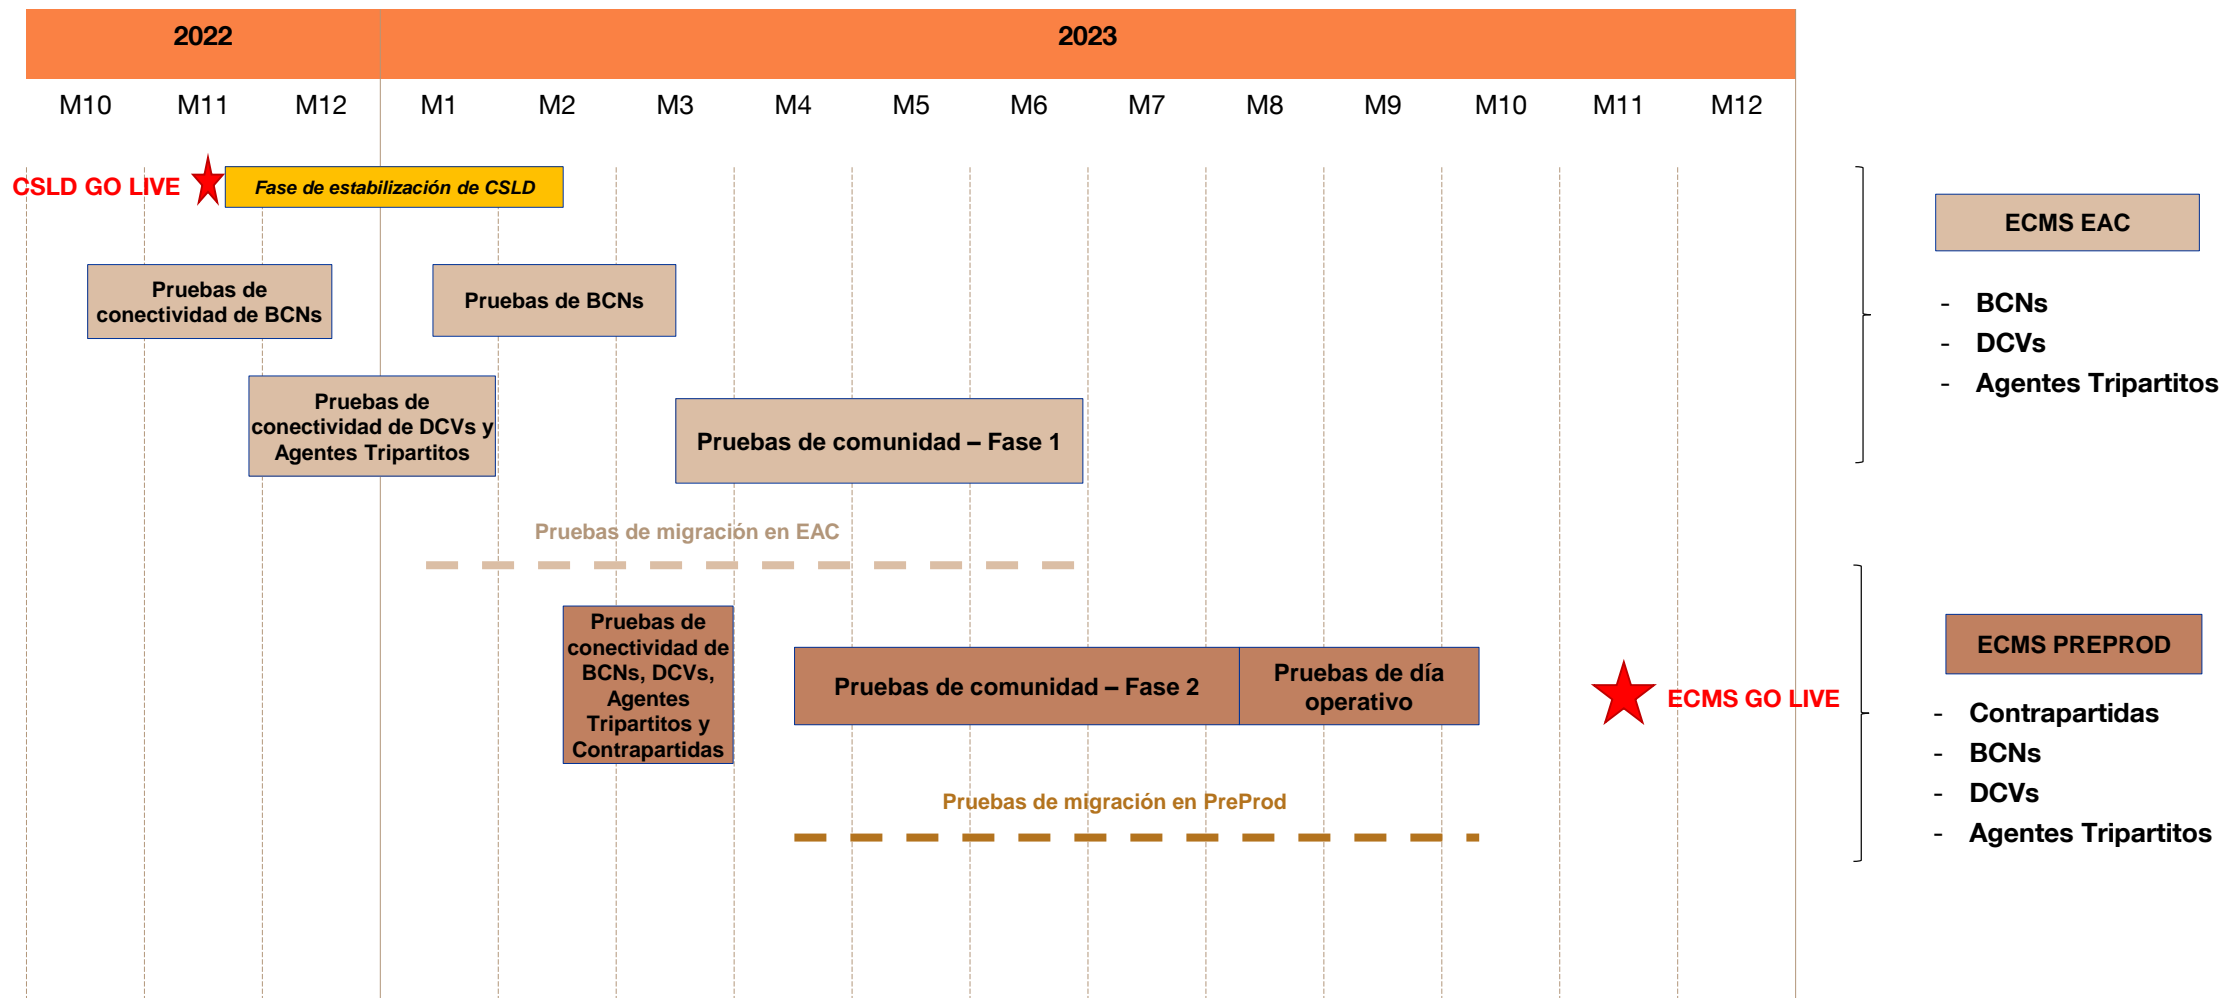 2022
2023
M10
M11
M12
M1
M2
M3
M4
M5
M6
M7
M8
M9
M10
M11
M12
CSLD GO LIVE
Fase de estabilización de CSLD
Pruebas de
conectividad de BCNs
Pruebas de BCNs
Pruebas de
conectividad de DCVs y
Agentes Tripartitos
Pruebas de comunidad – Fase 1
Pruebas de migración en EAC
Pruebas de
conectividad de
BCNs, DCVs,
Agentes
Tripartitos y
Contrapartidas
Pruebas de comunidad – Fase 2
Pruebas de día
operativo
ECMS GO LIVE
Pruebas de migración en PreProd
ECMS EAC
- BCNs
- DCVs
- Agentes Tripartitos
ECMS PREPROD
- Contrapartidas
- BCNs
- DCVs
- Agentes Tripartitos